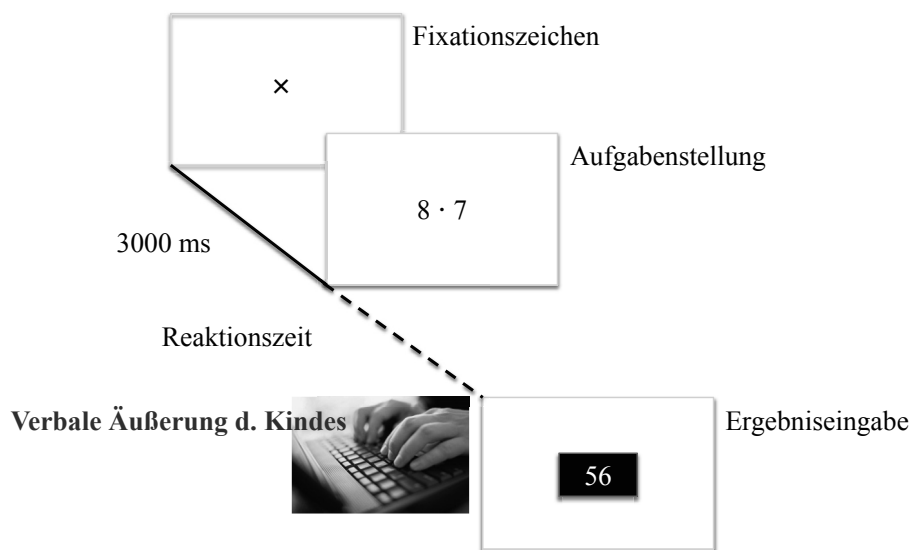 Fixationszeichen
×
Aufgabenstellung
8 · 7
3000 ms
Reaktionszeit
Verbale Äußerung d. Kindes
Ergebniseingabe
56